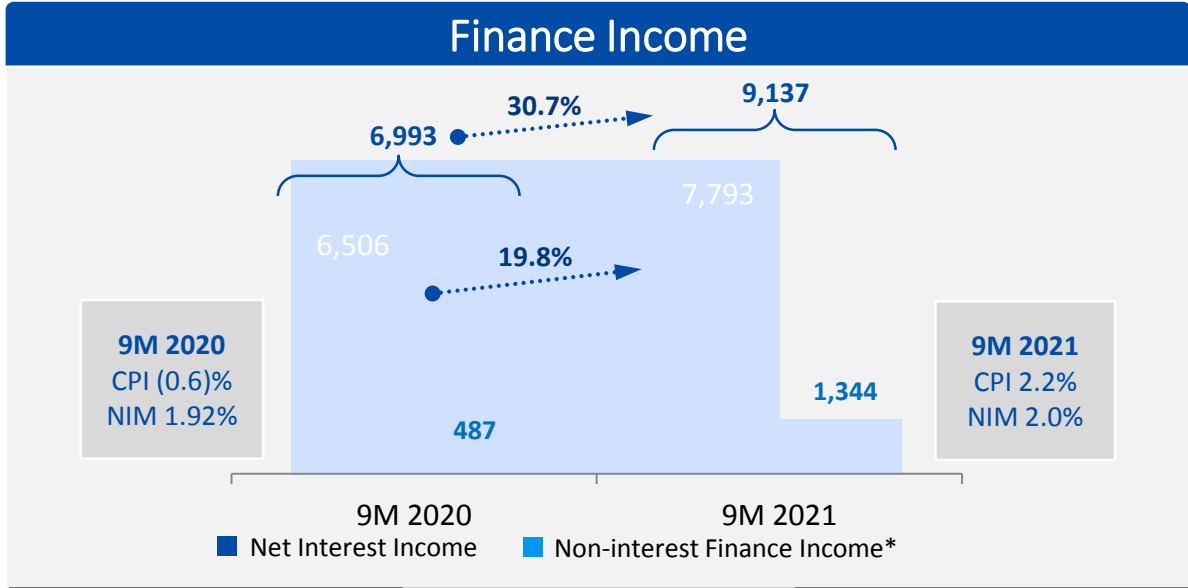 Finance Income
30.7%
9,137
6,993
7,793
6,506
19.8%
9M 2020
CPI (0.6)%
NIM 1.92%
9M 2021
CPI 2.2%
NIM 2.0%
1,344
487
9M 2020
9M 2021
Net Interest Income
Non-interest Finance Income*